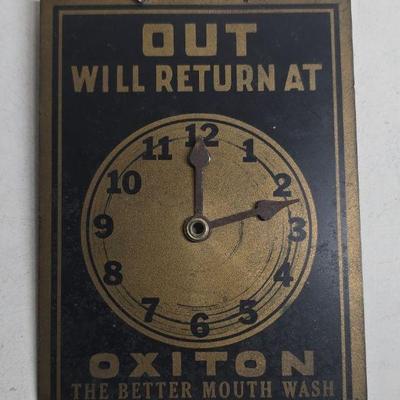 OUT
WILL RETURN AT
12
11 1
10 2
9 3
8 4
7 5
6
OXITON
THE BETTER MOUTH WASH